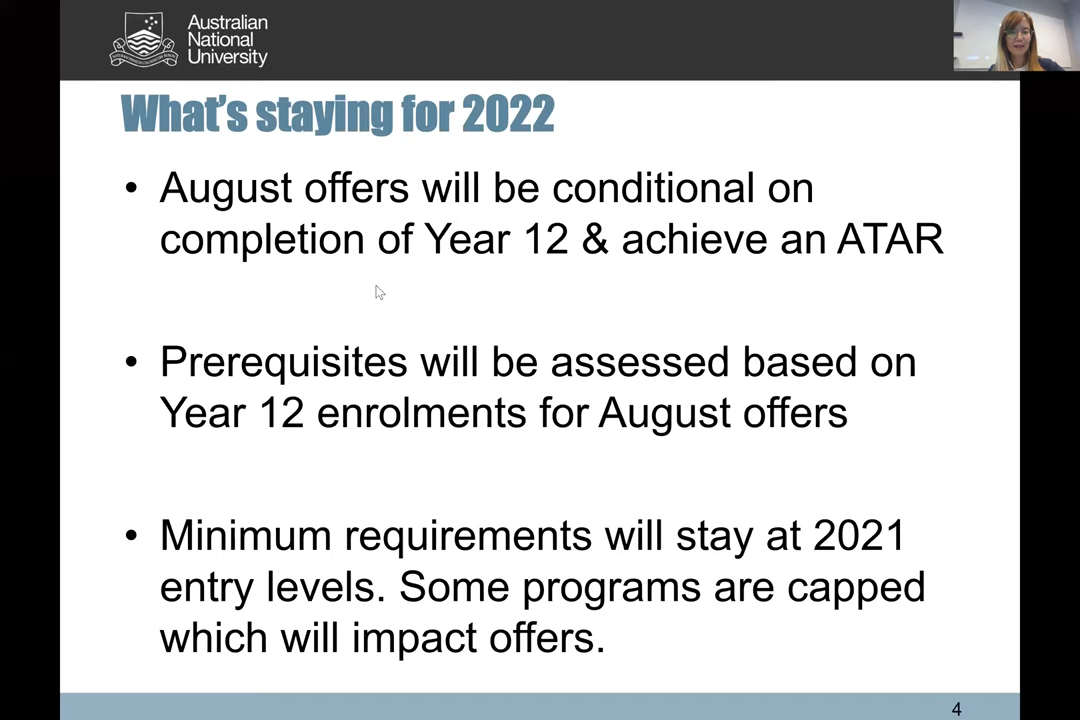 Australian
National
University
What's staying for 2022
• August offers will be conditional on
completion of Year 12 & achieve an ATAR
• Prerequisites will be assessed based on
Year 12 enrolments for August offers
• Minimum requirements will stay at 2021
entry levels. Some programs are capped
which will impact offers.
4